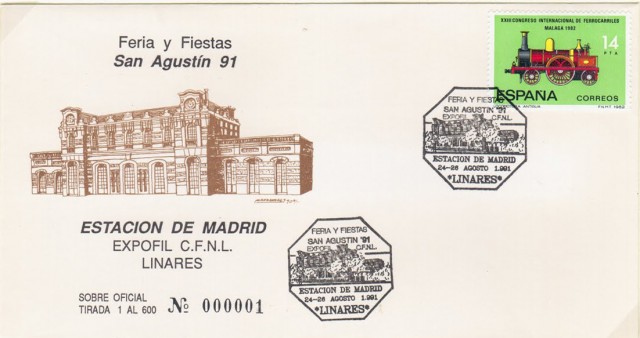 Feria y Fiestas
San Agustín 91
ESTACION DE MADRID
EXPOFIL C.F.N.L.
LINARES
SOBRE OFICIAL
TIRADA 1 AL 600 Nº 000001
XXIII CONGRESO INTERNACIONAL DE FERROCARRILES
MALAGA 1982
14
PTA
ESPAÑA CORREOS
F.N.M.T. 1982
FERIA Y FIESTAS
SAN AGUSTIN '91
EXPOFIL C.F.N.L.
ESTACION DE MADRID
24-28 AGOSTO 1.991
*LINARES*
FERIA Y FIESTAS
SAN AGUSTIN '91
EXPOFIL C.F.N.L.
ESTACION DE MADRID
24-28 AGOSTO 1.991
*LINARES*